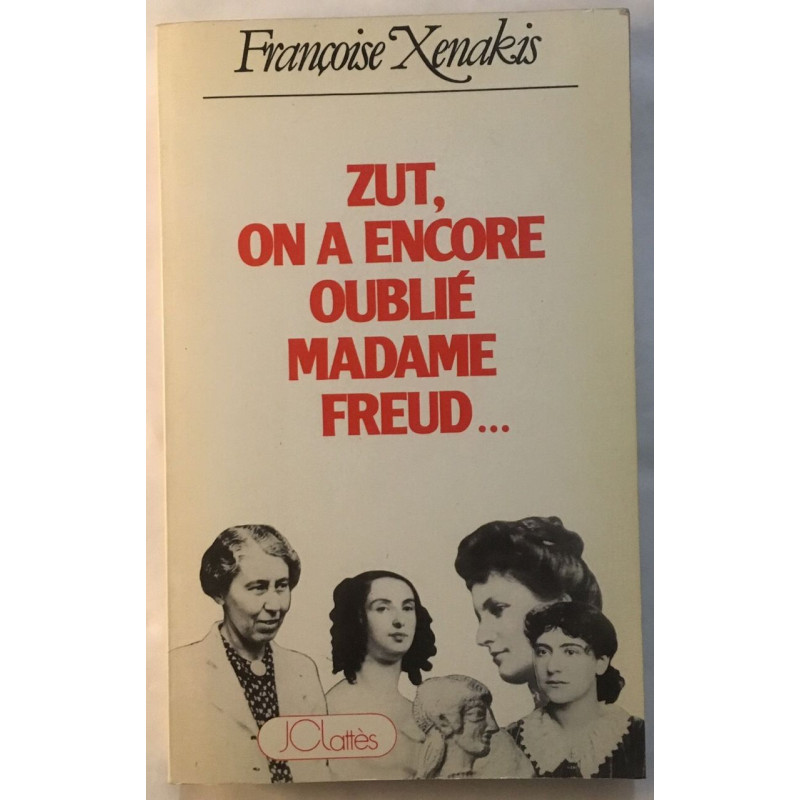 Françoise Xenakis
ZUT,
ON A ENCORE
OUBLIÉ
MADAME
FREUD...
JCLattès